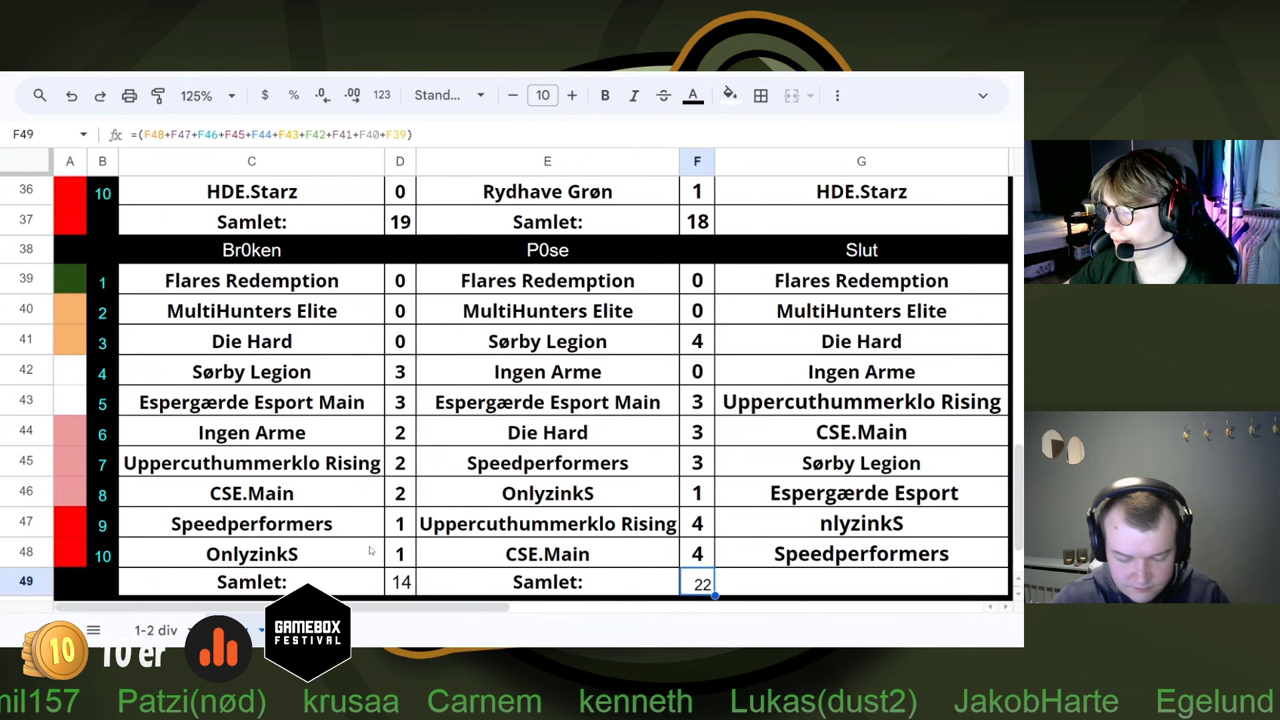 125% $ % .0 .00 123 Stand... − 10 + B I A
F49 fx =(F48+F47+F46+F45+F44+F43+F42+F41+F40+F39)
A B C D E F G
36 10 HDE.Starz 0 Rydhave Grøn 1 HDE.Starz
37 Samlet: 19 Samlet: 18
38 Br0ken P0se Slut
39 1 Flares Redemption 0 Flares Redemption 0 Flares Redemption
40 2 MultiHunters Elite 0 MultiHunters Elite 0 MultiHunters Elite
41 3 Die Hard 0 Sørby Legion 4 Die Hard
42 4 Sørby Legion 3 Ingen Arme 0 Ingen Arme
43 5 Espergærde Esport Main 3 Espergærde Esport Main 3 Uppercuthummerklo Rising
44 6 Ingen Arme 2 Die Hard 3 CSE.Main
45 7 Uppercuthummerklo Rising 2 Speedperformers 3 Sørby Legion
46 8 CSE.Main 2 OnlyzinkS 1 Espergærde Esport
47 9 Speedperformers 1 Uppercuthummerklo Rising 4 nlyzinkS
48 10 OnlyzinkS 1 CSE.Main 4 Speedperformers
49 Samlet: 14 Samlet: 22
1-2 div
10 10 er
GAMEBOX
FESTIVAL
mil157 Patzi(nød) krusaa Carnem kenneth Lukas(dust2) JakobHarte Egelund